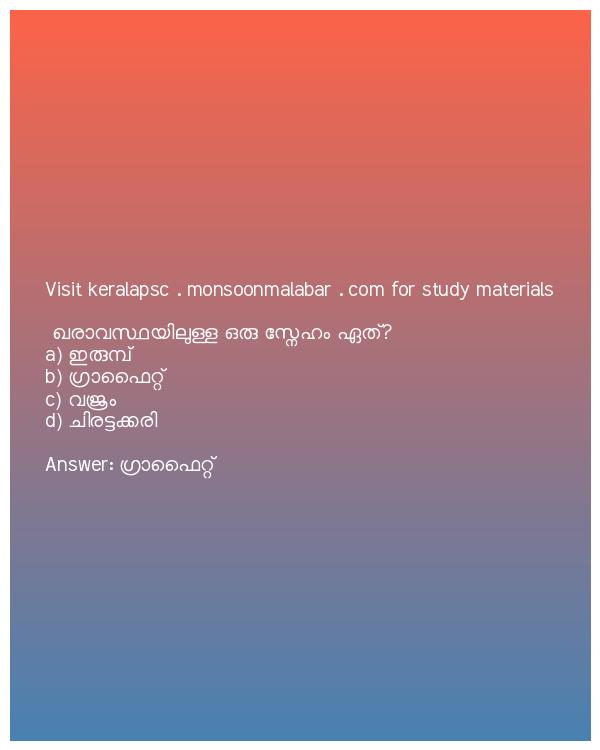 Visit keralapsc . monsoonmalabar . com for study materials
ഖരാവസ്ഥയിലുള്ള ഒരു സ്നേഹം ഏത്?
a) ഇരുമ്പ്
b) ഗ്രാഫൈറ്റ്
c) വജ്രം
d) ചിരട്ടക്കരി
Answer: ഗ്രാഫൈറ്റ്